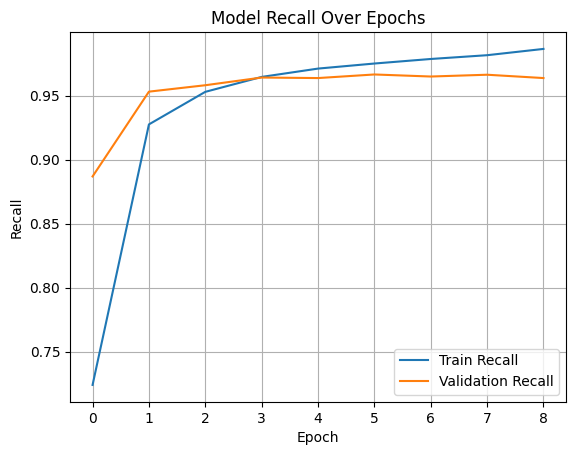 Model Recall Over Epochs
Recall
0.95
0.90
0.85
0.80
0.75
0 1 2 3 4 5 6 7 8
Epoch
Train Recall
Validation Recall